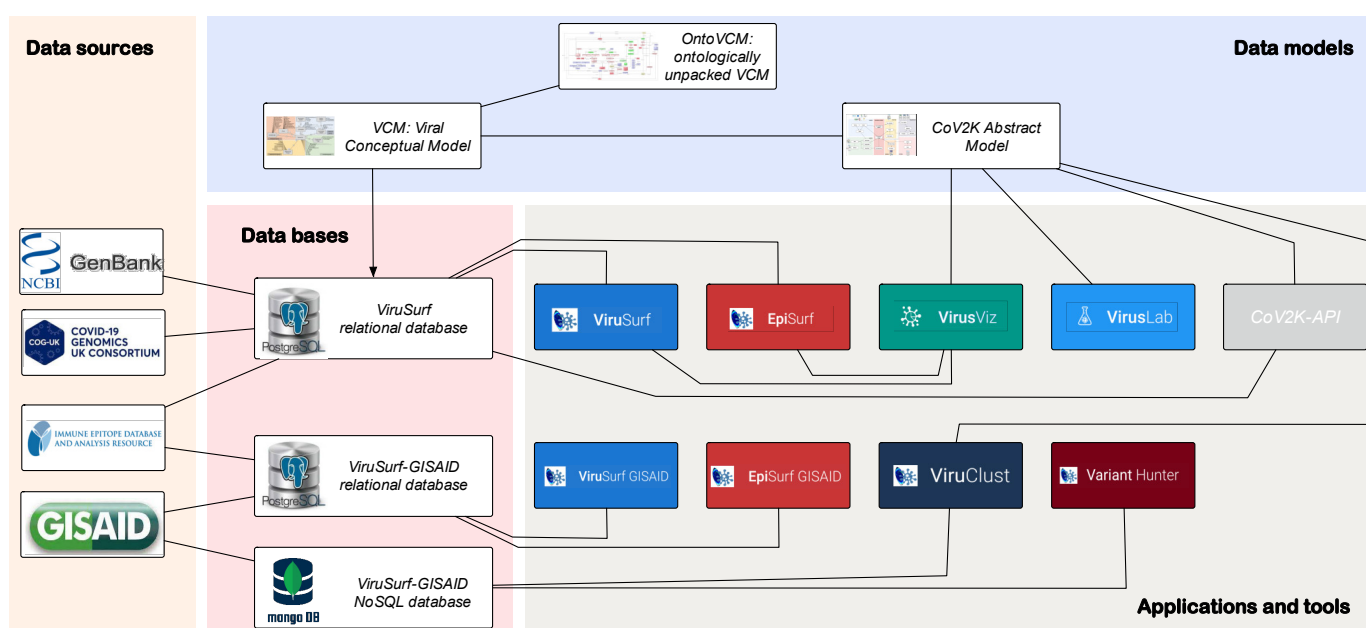 Data sources
OntoVCM:
ontologically
unpacked VCM
Data models
VCM: Viral
Conceptual Model
CoV2K Abstract
Model
Data bases
NCBI
GenBank
COG-UK
COVID-19
GENOMICS
UK CONSORTIUM
IMMUNE EPITOPE DATABASE
AND ANALYSIS RESOURCE
GISAID
PostgreSQL
ViruSurf
relational database
PostgreSQL
ViruSurf-GISAID
relational database
mongo DB
ViruSurf-GISAID
NoSQL database
ViruSurf
EpiSurf
VirusViz
VirusLab
CoV2K-API
ViruSurf GISAID
EpiSurf GISAID
ViruClust
Variant Hunter
Applications and tools